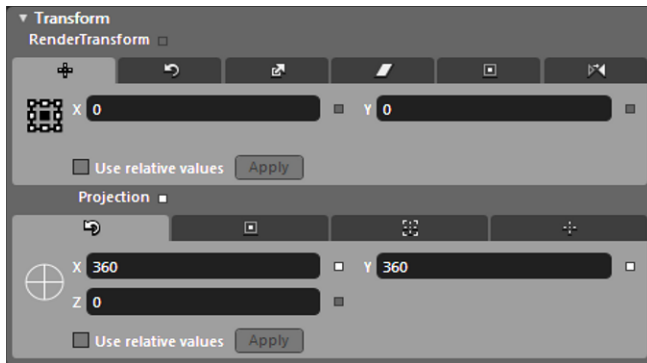 Transform
RenderTransform
X 0 Y 0
Use relative values Apply
Projection
X 360 Y 360
Z 0
Use relative values Apply